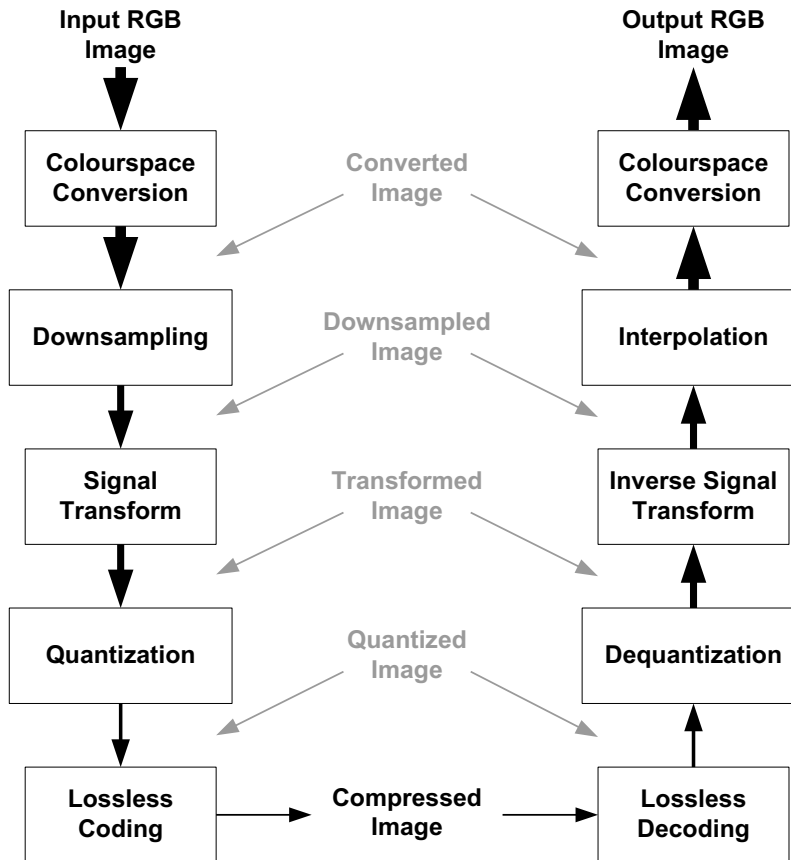 Input RGB
Image
Output RGB
Image
Colourspace
Conversion
Converted
Image
Colourspace
Conversion
Downsampling
Downsampled
Image
Interpolation
Signal
Transform
Transformed
Image
Inverse Signal
Transform
Quantization
Quantized
Image
Dequantization
Lossless
Coding
Compressed
Image
Lossless
Decoding